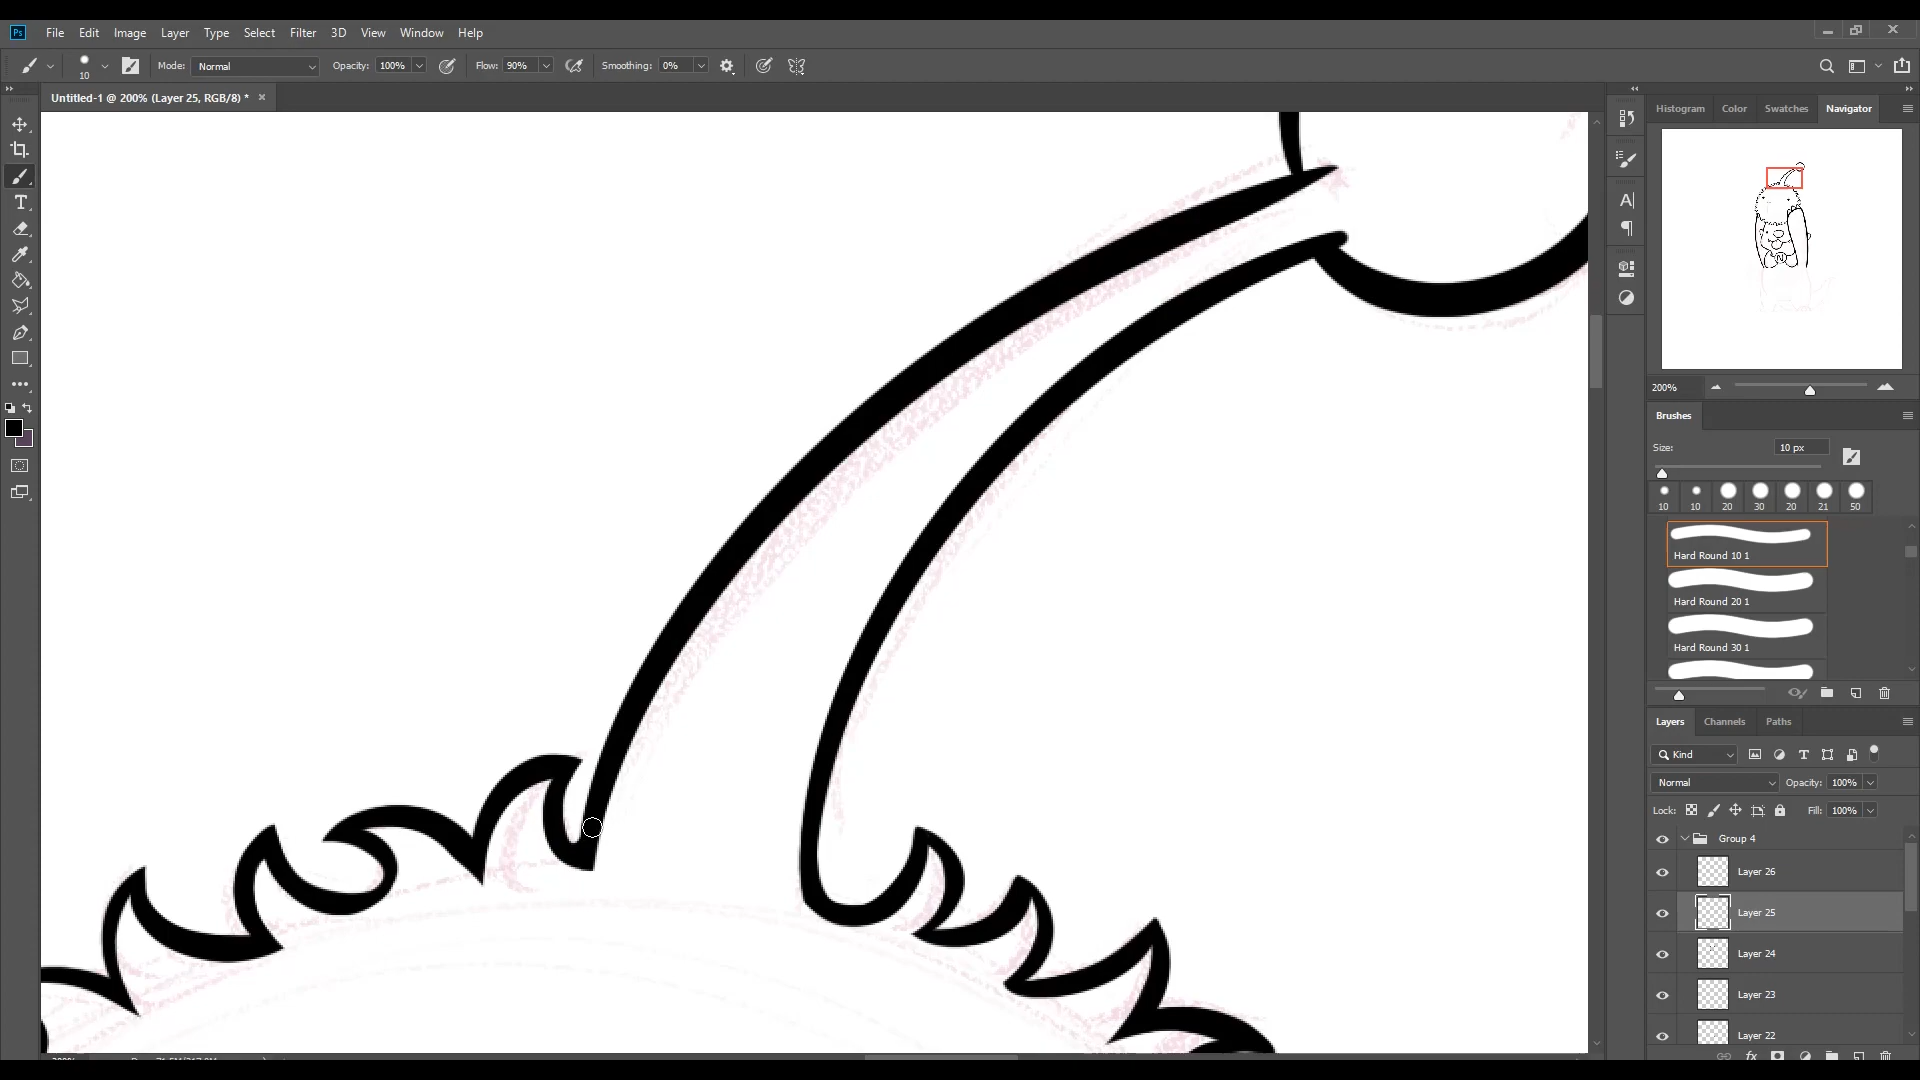 Ps File Edit Image Layer Type Select Filter 3D View Window Help
10 Mode: Normal Opacity: 100% Flow: 90% Smoothing: 0%
Untitled-1 @ 200% (Layer 25, RGB/8) *
Histogram Color Swatches Navigator
200%
Brushes
Size: 10 px
10 10 20 30 20 21 50
Hard Round 10 1
Hard Round 20 1
Hard Round 30 1
Layers Channels Paths
Kind
Normal Opacity: 100%
Lock: Fill: 100%
Group 4
Layer 26
Layer 25
Layer 24
Layer 23
Layer 22
fx